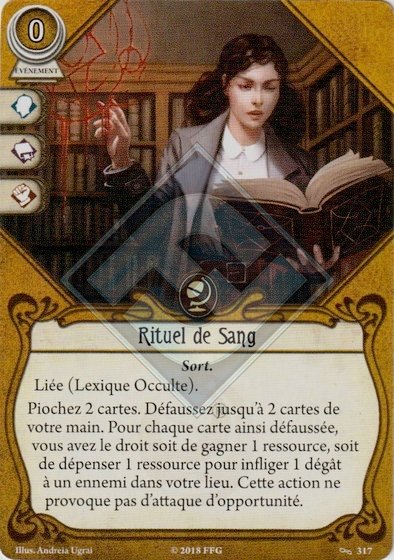 0
ÉVÉNEMENT
Rituel de Sang
Sort.
Liée (Lexique Occulte).
Piochez 2 cartes. Défaussez jusqu'à 2 cartes de
votre main. Pour chaque carte ainsi défaussée,
vous avez le droit soit de gagner 1 ressource, soit
de dépenser 1 ressource pour infliger 1 dégât
à un ennemi dans votre lieu. Cette action ne
provoque pas d'attaque d'opportunité.
Illus. Andreia Ugrai © 2018 FFG 317